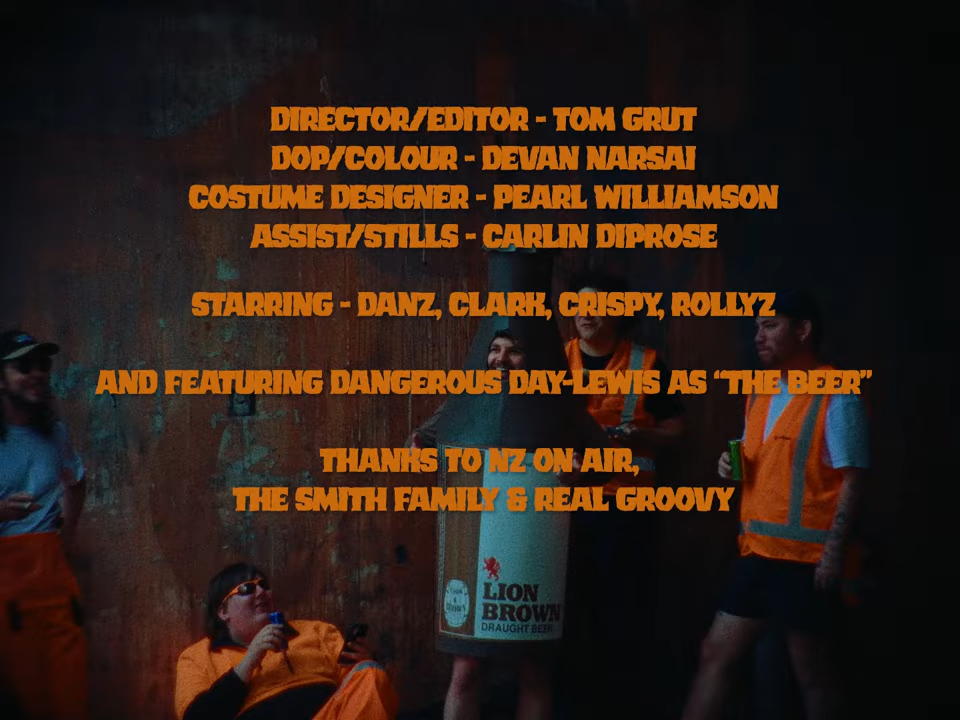 DIRECTOR/EDITOR - TOM GRUT
DOP/COLOUR - DEVAN NARSAI
COSTUME DESIGNER - PEARL WILLIAMSON
ASSIST/STILLS - CARLIN DIPROSE
STARRING - DANZ, CLARK, CRISPY, ROLLYZ
AND FEATURING DANGEROUS DAY-LEWIS AS “THE BEER”
THANKS TO NZ ON AIR,
THE SMITH FAMILY & REAL GROOVY
LION
BROWN
DRAUGHT BEER